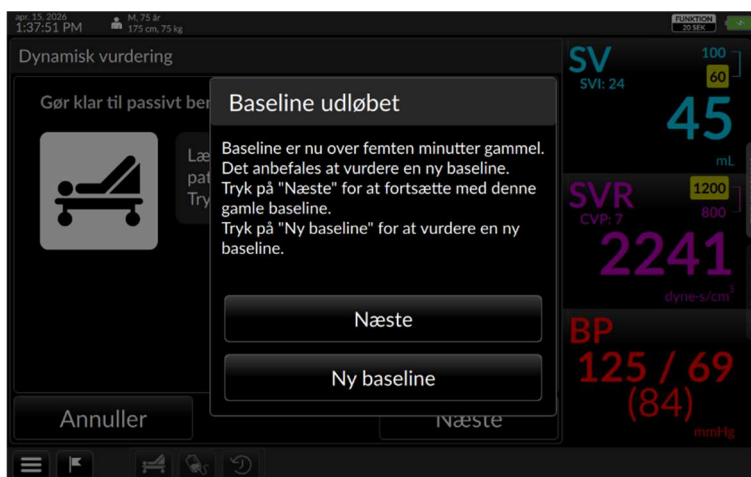 apr. 15, 2026
1:37:51 PM
M, 75 år
175 cm, 75 kg
FUNKTION
20 SEK
Dynamisk vurdering
Gør klar til passivt ber
Læ
pat
Try
Baseline udløbet
Baseline er nu over femten minutter gammel.
Det anbefales at vurdere en ny baseline.
Tryk på "Næste" for at fortsætte med denne
gamle baseline.
Tryk på "Ny baseline" for at vurdere en ny
baseline.
Næste
Ny baseline
Annuller
Næste
SV
SVI: 24
100
60
45
mL
SVR
CVP: 7
1200
800
2241
dyne-s/cm⁵
BP
125 / 69
(84)
mmHg